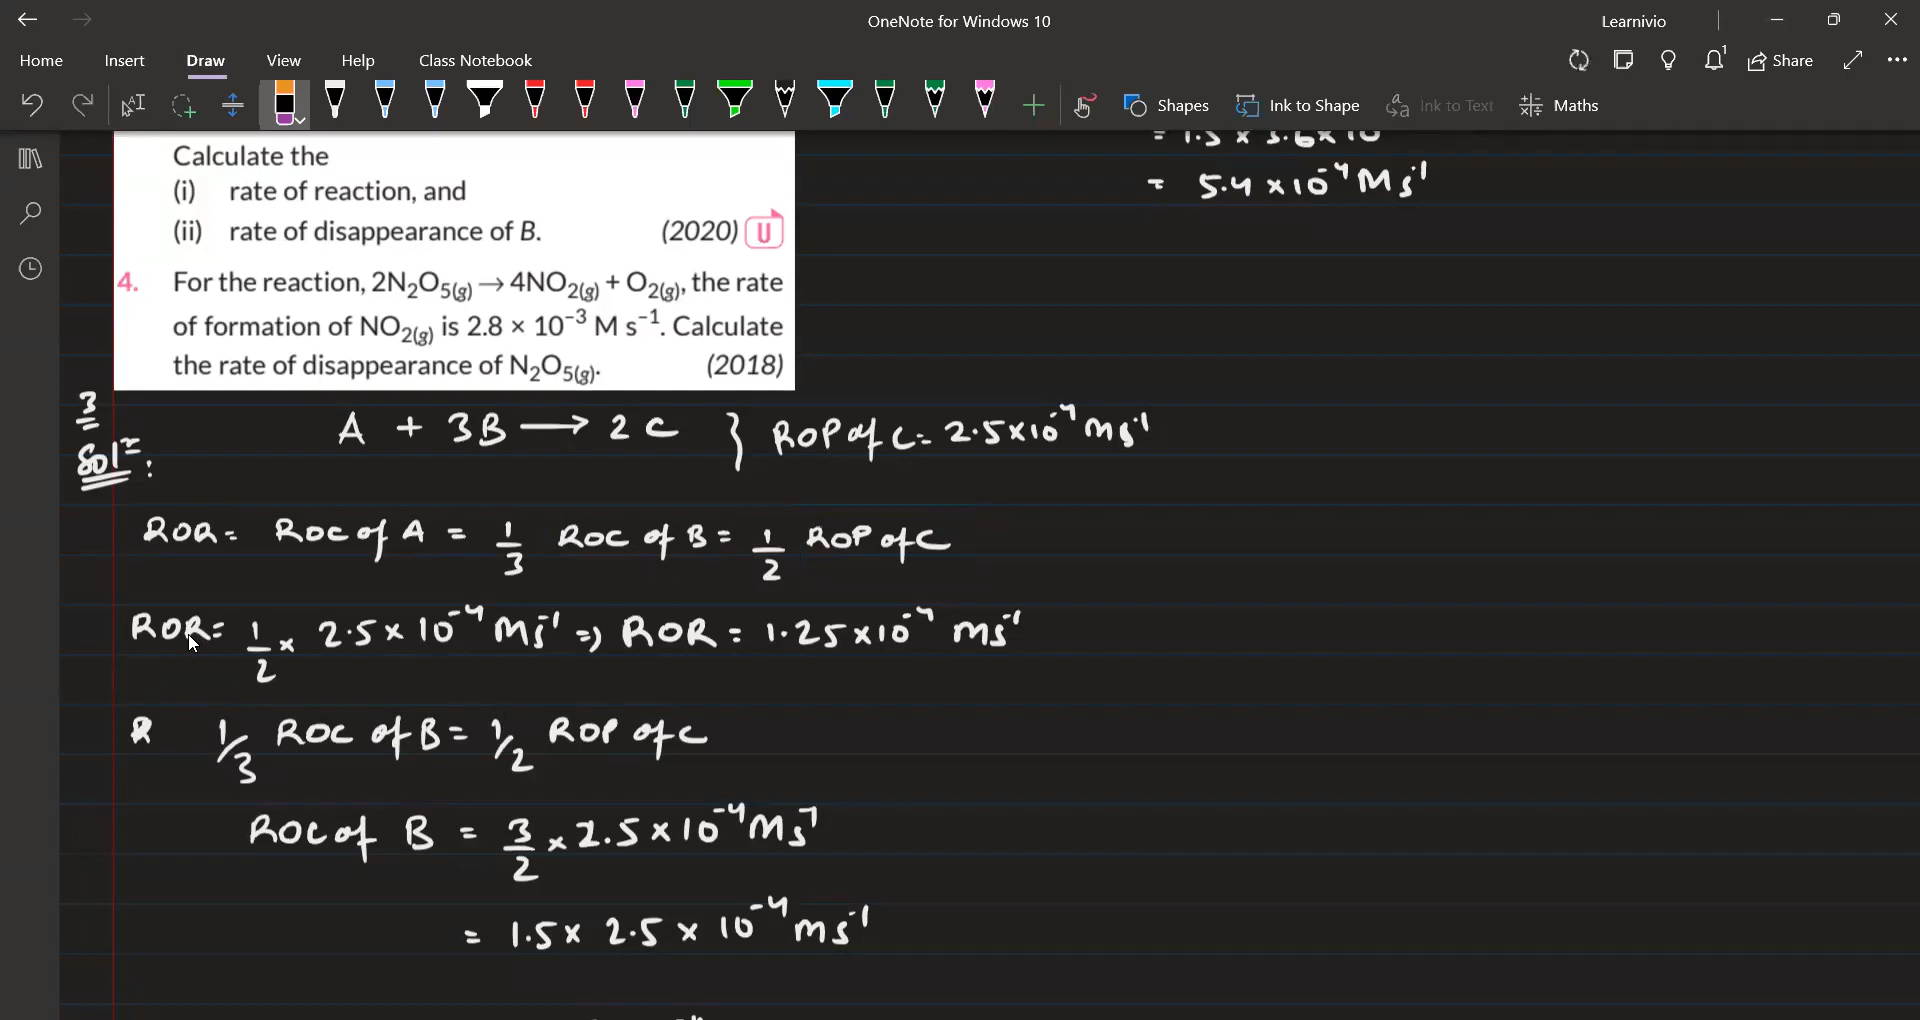 OneNote for Windows 10
Learnivio
Home Insert Draw View Help Class Notebook
1
Share
Shapes Ink to Shape Ink to Text Maths
Calculate the
(i) rate of reaction, and
(ii) rate of disappearance of B. (2020) U
4. For the reaction, 2N₂O₅(g) → 4NO₂(g) + O₂(g), the rate
of formation of NO₂(g) is 2.8 × 10⁻³ M s⁻¹. Calculate
the rate of disappearance of N₂O₅(g). (2018)
= 5.4 × 10⁻⁴ M s⁻¹
3
Solⁿ:
A + 3B ⟶ 2C } ROP of C = 2.5×10⁻⁴ Ms⁻¹
ROR = ROC of A = 1/3 ROC of B = 1/2 ROP of C
ROR = 1/2 × 2.5 × 10⁻⁴ Ms⁻¹ ⇒ ROR = 1.25×10⁻⁴ Ms⁻¹
& 1/3 ROC of B = 1/2 ROP of C
ROC of B = 3/2 × 2.5 × 10⁻⁴ Ms⁻¹
= 1.5 × 2.5 × 10⁻⁴ Ms⁻¹